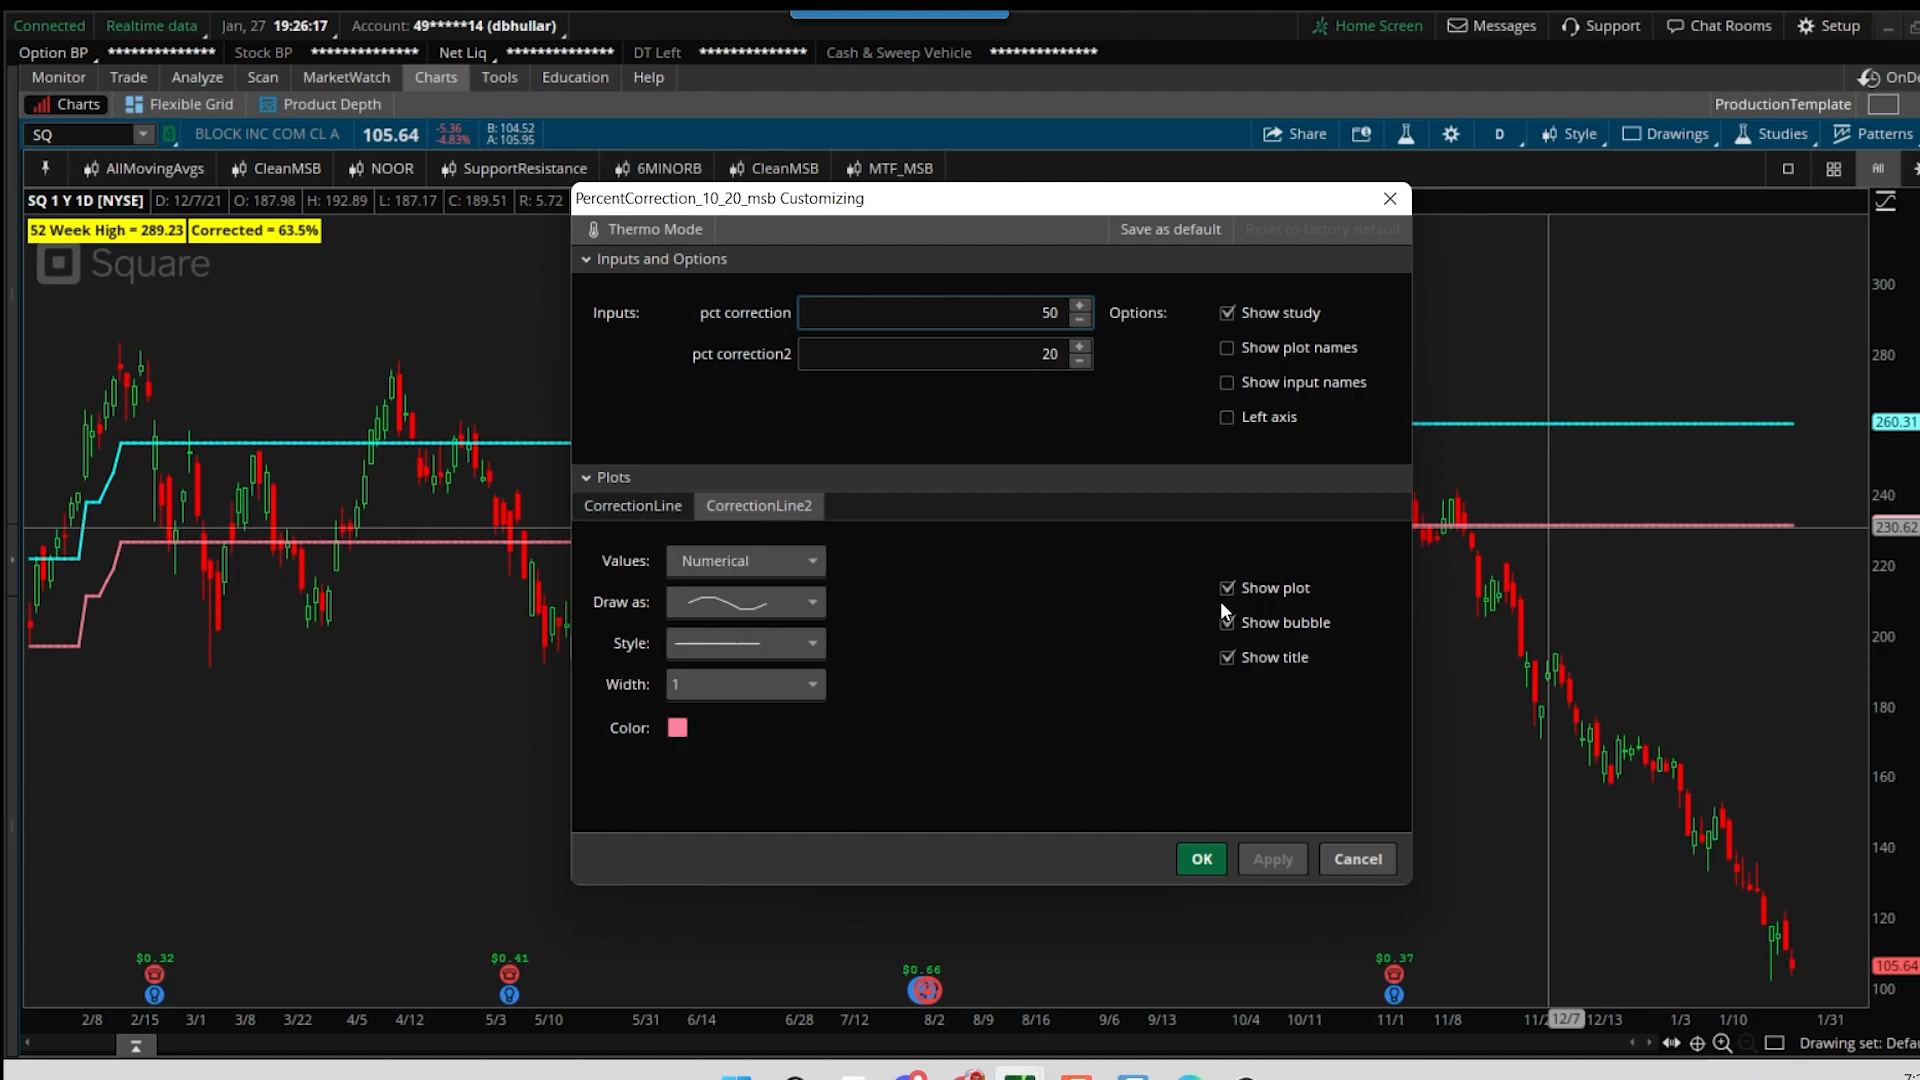 Connected Realtime data Jan, 27 19:26:17 Account: 49*****14 (dbhullar) Home Screen Messages Support Chat Rooms Setup
Option BP ************** Stock BP ************** Net Liq ************** DT Left ************** Cash & Sweep Vehicle **************
Monitor Trade Analyze Scan MarketWatch Charts Tools Education Help OnDe
Charts Flexible Grid Product Depth ProductionTemplate
SQ 4 BLOCK INC COM CL A 105.64 -5.36 B: 104.52 Share D Style Drawings Studies Patterns
-4.83% A: 105.95
AllMovingAvgs CleanMSB NOOR SupportResistance 6MINORB CleanMSB MTF_MSB All
SQ 1 Y 1D [NYSE] D: 12/7/21 O: 187.98 H: 192.89 L: 187.17 C: 189.51 R: 5.72
52 Week High = 289.23 Corrected = 63.5%
Square
PercentCorrection_10_20_msb Customizing
Thermo Mode Save as default Reset to factory default
Inputs and Options
Inputs: pct correction 50 Options: Show study
pct correction2 20 Show plot names
Show input names
Left axis
Plots
CorrectionLine CorrectionLine2
Values: Numerical
Show plot
Draw as:
Show bubble
Style:
Show title
Width: 1
Color:
OK Apply Cancel
300
280
260.31
240
230.62
220
200
180
160
140
120
105.64
100
$0.32 $0.41 $0.66 $0.37
2/8 2/15 3/1 3/8 3/22 4/5 4/12 5/3 5/10 5/31 6/14 6/28 7/12 8/2 8/9 8/16 9/6 9/13 10/4 10/11 11/1 11/8 11/2 12/7 12/13 1/3 1/10 1/31
Drawing set: Defau